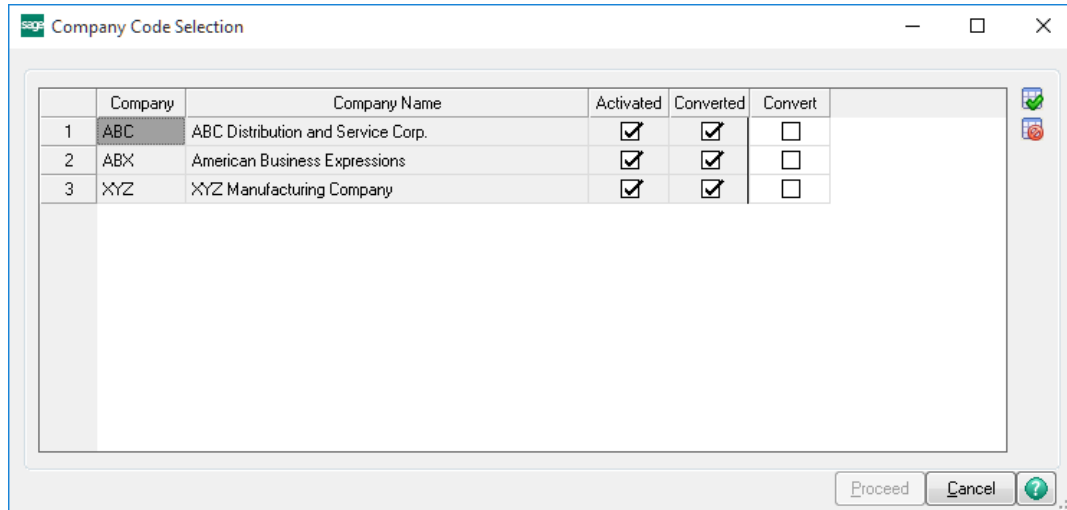 sage Company Code Selection
Company Company Name Activated Converted Convert
1 ABC ABC Distribution and Service Corp.
2 ABX American Business Expressions
3 XYZ XYZ Manufacturing Company
Proceed Cancel ?